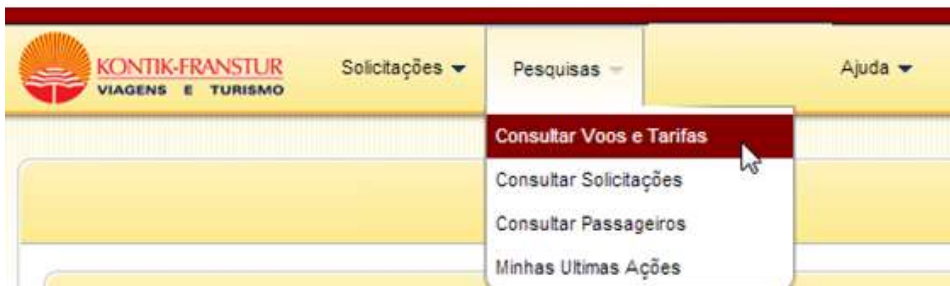 KONTIK-FRANSTUR
VIAGENS E TURISMO
Solicitações
Pesquisas
Ajuda
Consultar Voos e Tarifas
Consultar Solicitações
Consultar Passageiros
Minhas Ultimas Ações